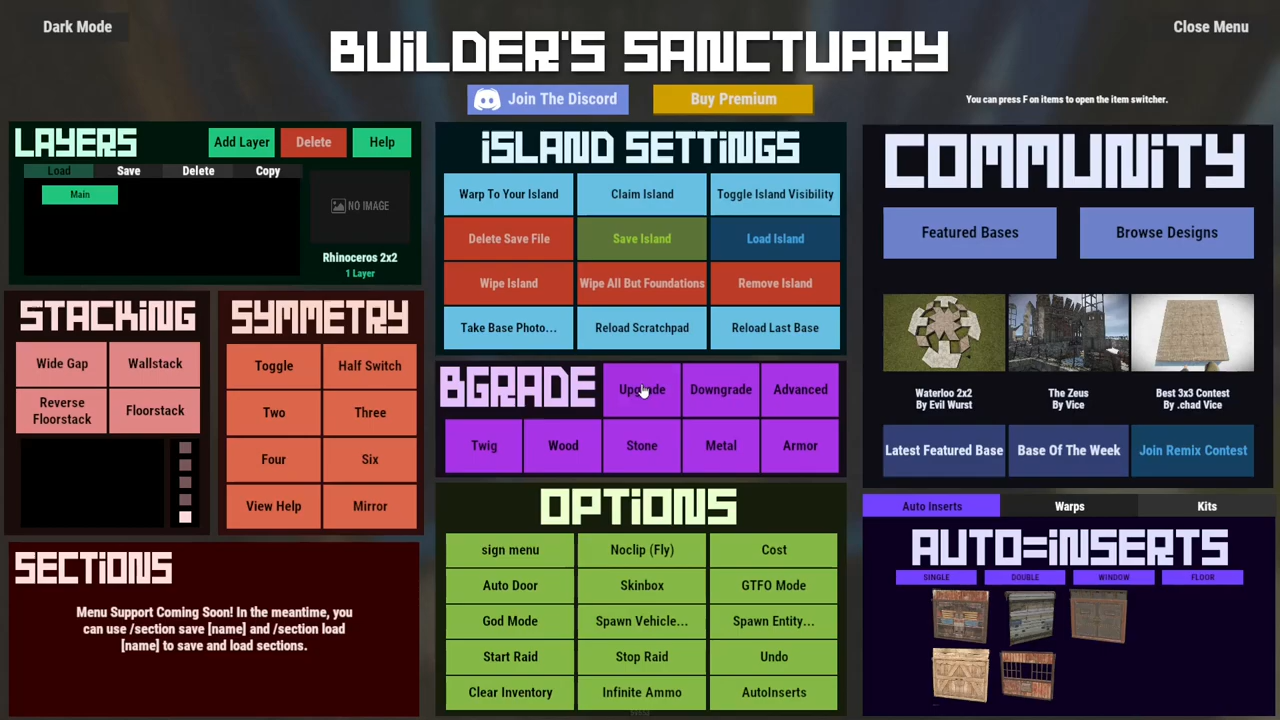 Dark Mode
BUILDER'S SANCTUARY
Close Menu
Join The Discord
Buy Premium
You can press F on items to open the item switcher.
LAYERS
Add Layer
Delete
Help
Load
Save
Delete
Copy
Main
NO IMAGE
Rhinoceros 2x2
1 Layer
STACKING
Wide Gap
Wallstack
Reverse
Floorstack
Floorstack
SYMMETRY
Toggle
Half Switch
Two
Three
Four
Six
View Help
Mirror
SECTIONS
Menu Support Coming Soon! In the meantime, you
can use /section save [name] and /section load
[name] to save and load sections.
ISLAND SETTINGS
Warp To Your Island
Claim Island
Toggle Island Visibility
Delete Save File
Save Island
Load Island
Wipe Island
Wipe All But Foundations
Remove Island
Take Base Photo...
Reload Scratchpad
Reload Last Base
BGRADE
Upgrade
Downgrade
Advanced
Twig
Wood
Stone
Metal
Armor
OPTIONS
sign menu
Noclip (Fly)
Cost
Auto Door
Skinbox
GTFO Mode
God Mode
Spawn Vehicle...
Spawn Entity...
Start Raid
Stop Raid
Undo
Clear Inventory
Infinite Ammo
AutoInserts
COMMUNITY
Featured Bases
Browse Designs
Waterloo 2x2
By Evil Wurst
The Zeus
By Vice
Best 3x3 Contest
By .chad Vice
Latest Featured Base
Base Of The Week
Join Remix Contest
Auto Inserts
Warps
Kits
AUTO=INSERTS
SINGLE
DOUBLE
WINDOW
FLOOR